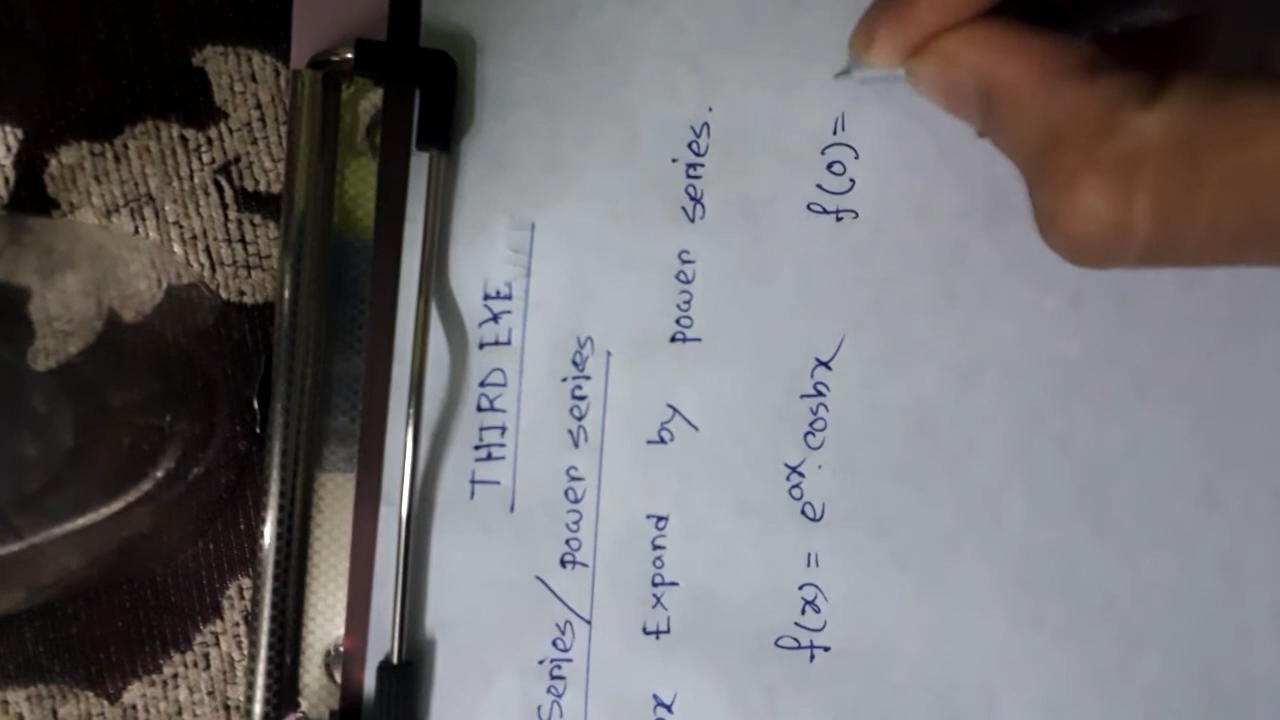 THIRD EYE
Series/power series
Expand by power series.
f(x) = e^ax.cosbx f(0)=